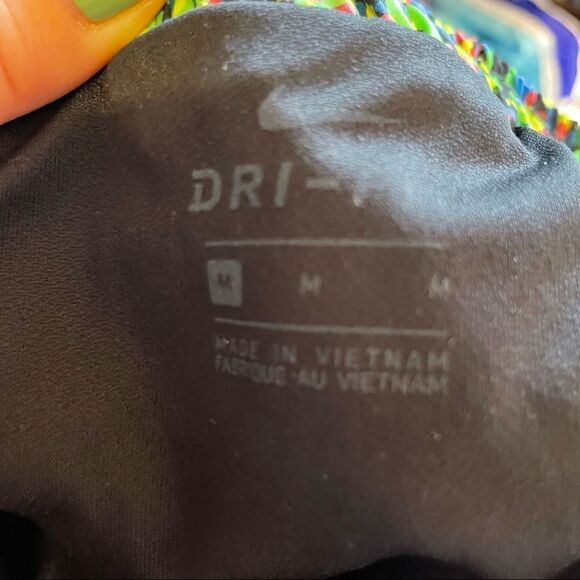 DRI-
M M M
MADE IN VIETNAM
FABRIQUE AU VIETNAM